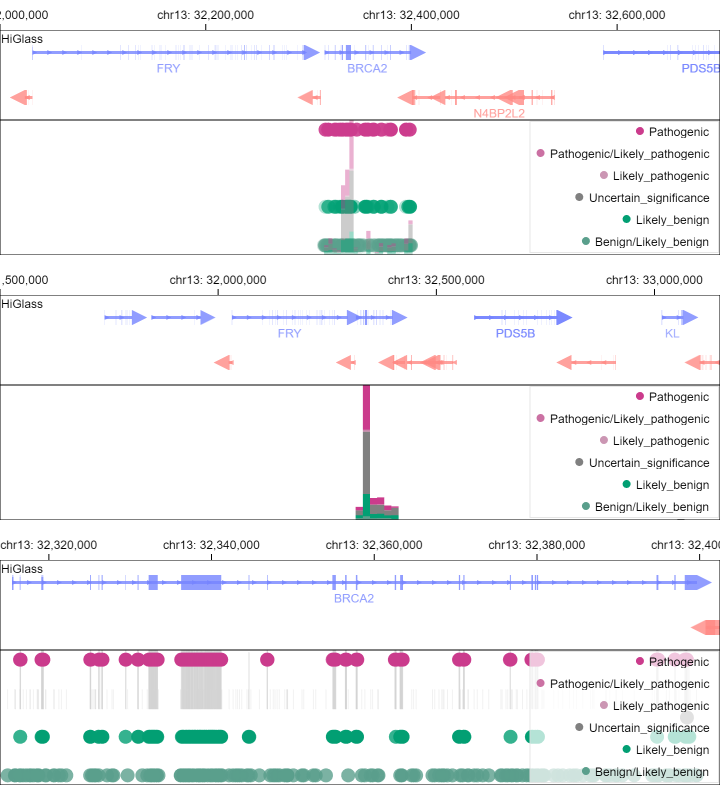 2,000,000 chr13: 32,200,000 chr13: 32,400,000 chr13: 32,600,000
HiGlass
FRY BRCA2 PDS5B
N4BP2L2
Pathogenic
Pathogenic/Likely_pathogenic
Likely_pathogenic
Uncertain_significance
Likely_benign
Benign/Likely_benign
,500,000 chr13: 32,000,000 chr13: 32,500,000 chr13: 33,000,000
HiGlass
FRY PDS5B KL
Pathogenic
Pathogenic/Likely_pathogenic
Likely_pathogenic
Uncertain_significance
Likely_benign
Benign/Likely_benign
chr13: 32,320,000 chr13: 32,340,000 chr13: 32,360,000 chr13: 32,380,000 chr13: 32,400
HiGlass
BRCA2
Pathogenic
Pathogenic/Likely_pathogenic
Likely_pathogenic
Uncertain_significance
Likely_benign
Benign/Likely_benign